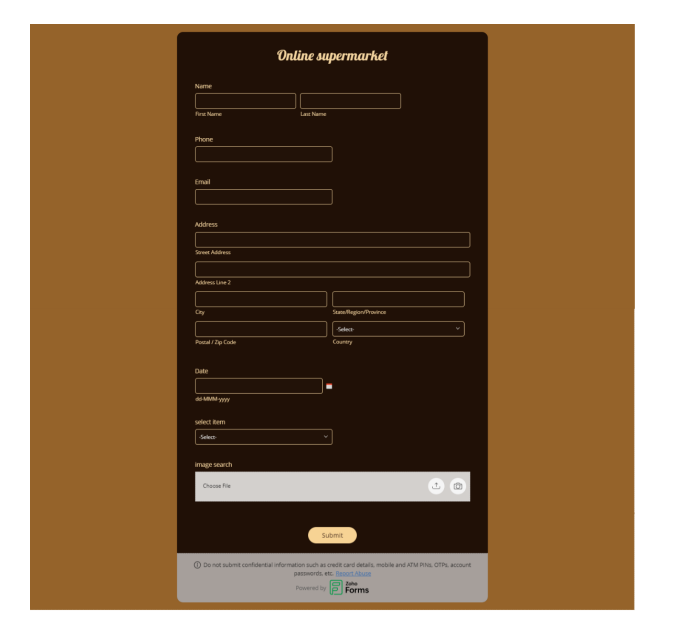 Online supermarket
Name
First Name Last Name
Phone
Email
Address
Street Address
Address Line 2
City State/Region/Province
-Select-
Postal / Zip Code Country
Date
dd-MMM-yyyy
select item
-Select-
image search
Choose File
Submit
Do not submit confidential information such as credit card details, mobile and ATM PINs, OTPs, account
passwords, etc. Report Abuse
Powered by Zoho Forms